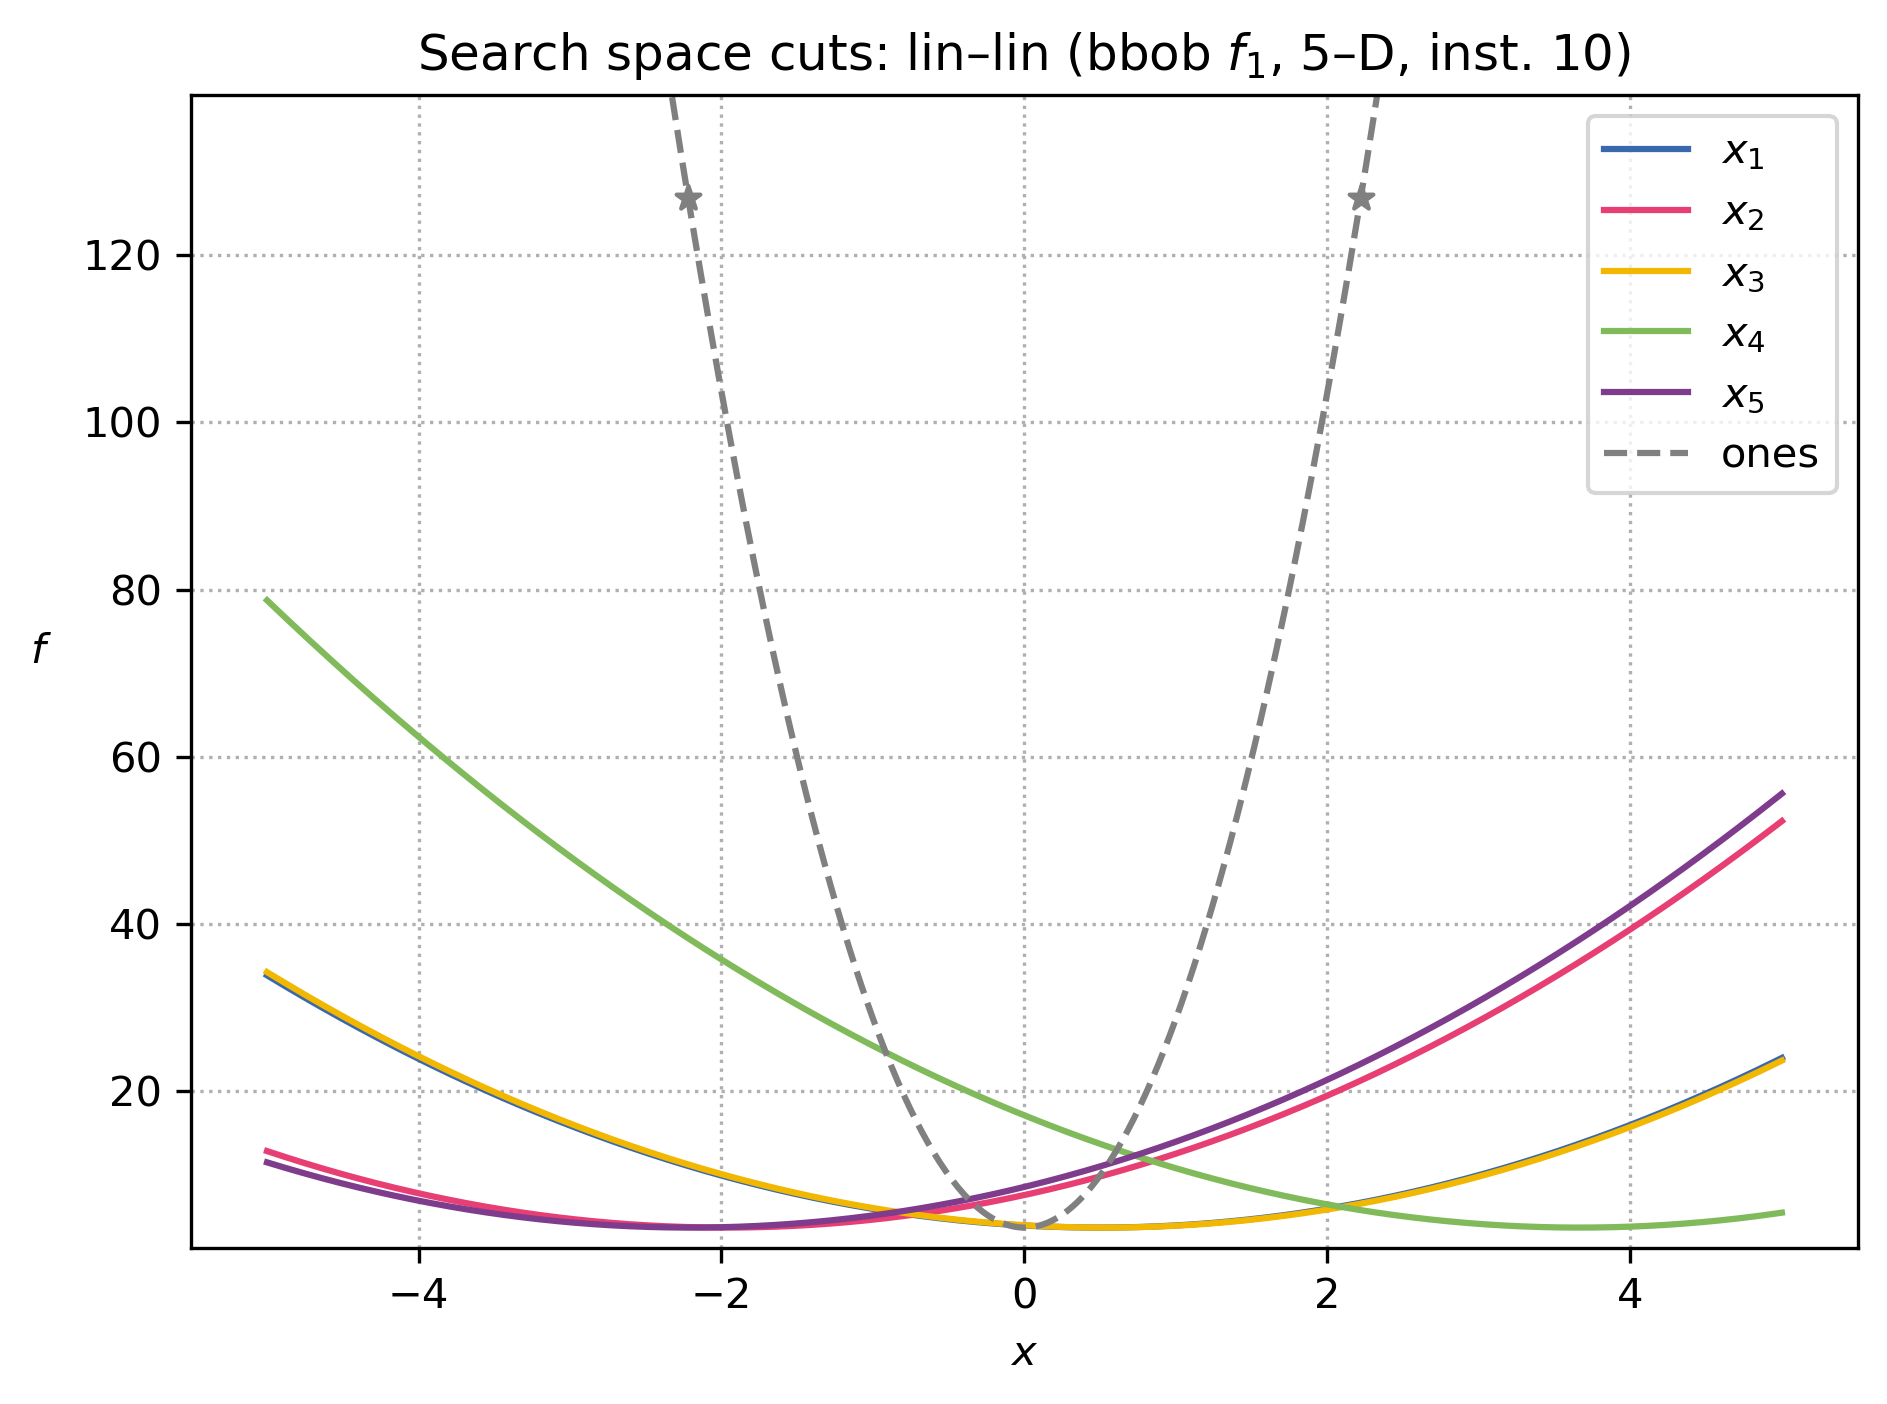 Search space cuts: lin–lin (bbob f₁, 5–D, inst. 10)
x₁
x₂
x₃
x₄
x₅
ones
120
100
80
60
40
20
f
−4 −2 0 2 4
x